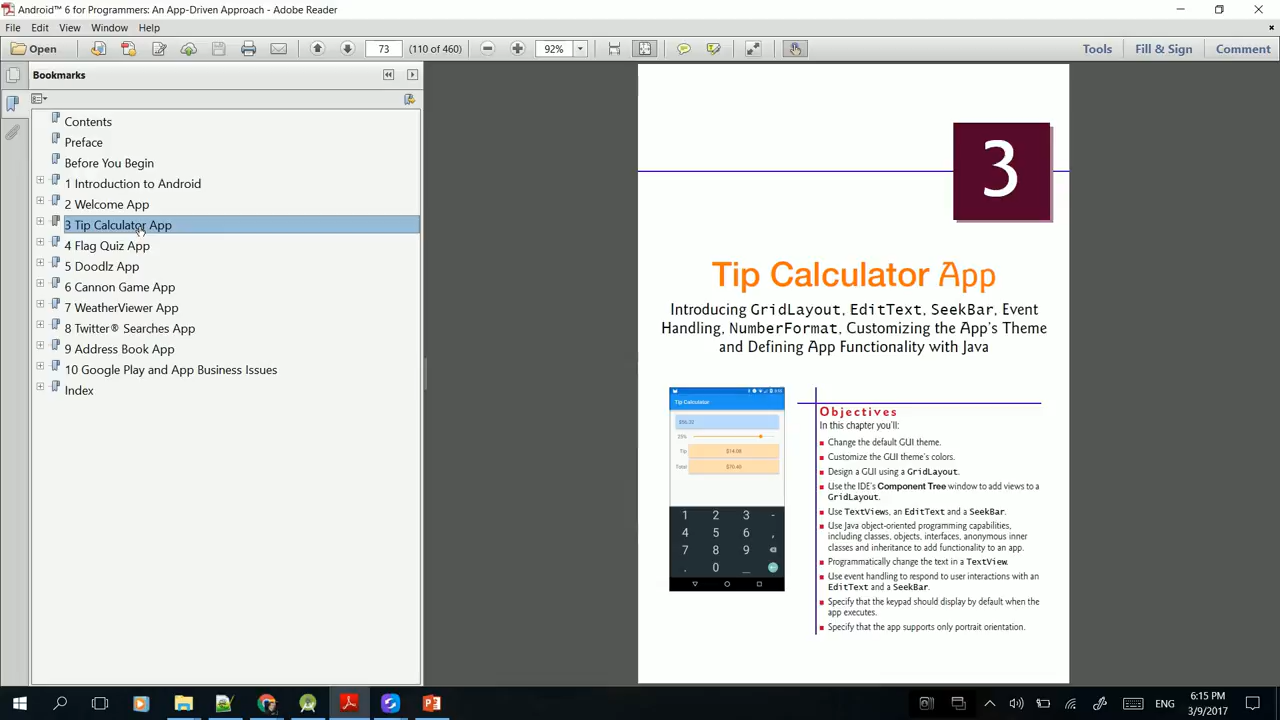 Android™ 6 for Programmers: An App-Driven Approach - Adobe Reader
File Edit View Window Help
Open 73 (110 of 460) 92% Tools Fill & Sign Comment
Bookmarks
Contents
Preface
Before You Begin
1 Introduction to Android
2 Welcome App
3 Tip Calculator App
4 Flag Quiz App
5 Doodlz App
6 Cannon Game App
7 WeatherViewer App
8 Twitter® Searches App
9 Address Book App
10 Google Play and App Business Issues
Index
3
Tip Calculator App
Introducing GridLayout, EditText, SeekBar, Event
Handling, NumberFormat, Customizing the App's Theme
and Defining App Functionality with Java
Tip Calculator
$56.32
25%
Tip $14.08
Total $70.40
1 2 3 -
4 5 6 ,
7 8 9
. 0 _
Objectives
In this chapter you'll:
Change the default GUI theme.
Customize the GUI theme's colors.
Design a GUI using a GridLayout.
Use the IDE's Component Tree window to add views to a
GridLayout.
Use TextViews, an EditText and a SeekBar.
Use Java object-oriented programming capabilities,
including classes, objects, interfaces, anonymous inner
classes and inheritance to add functionality to an app.
Programmatically change the text in a TextView.
Use event handling to respond to user interactions with an
EditText and a SeekBar.
Specify that the keypad should display by default when the
app executes.
Specify that the app supports only portrait orientation.
ENG
6:15 PM
3/9/2017